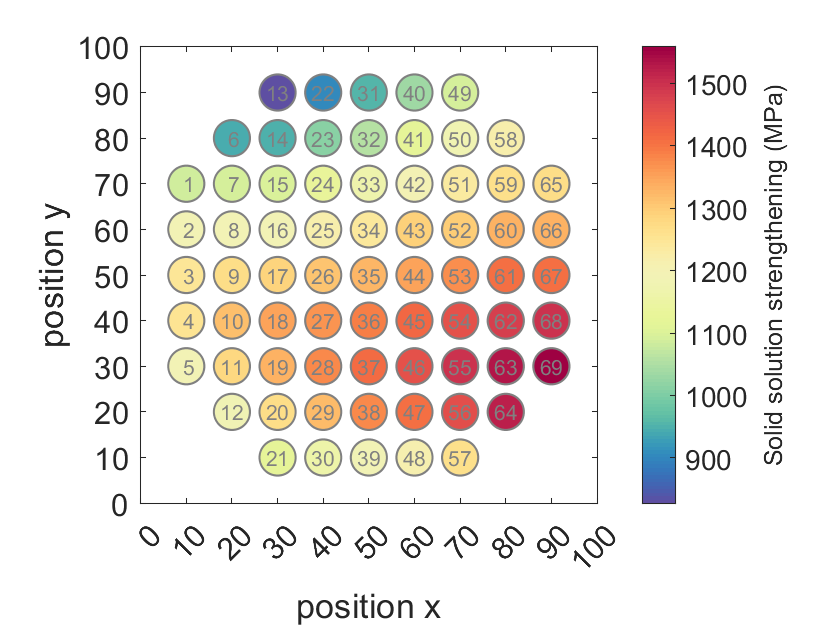 100
90
80
70
60
50
40
30
20
10
0
position y
13 22 31 40 49
6 14 23 32 41 50 58
1 7 15 24 33 42 51 59 65
2 8 16 25 34 43 52 60 66
3 9 17 26 35 44 53 61 67
4 10 18 27 36 45 54 62 68
5 11 19 28 37 46 55 63 69
12 20 29 38 47 56 64
21 30 39 48 57
0 10 20 30 40 50 60 70 80 90 100
position x
1500
1400
1300
1200
1100
1000
900
Solid solution strengthening (MPa)